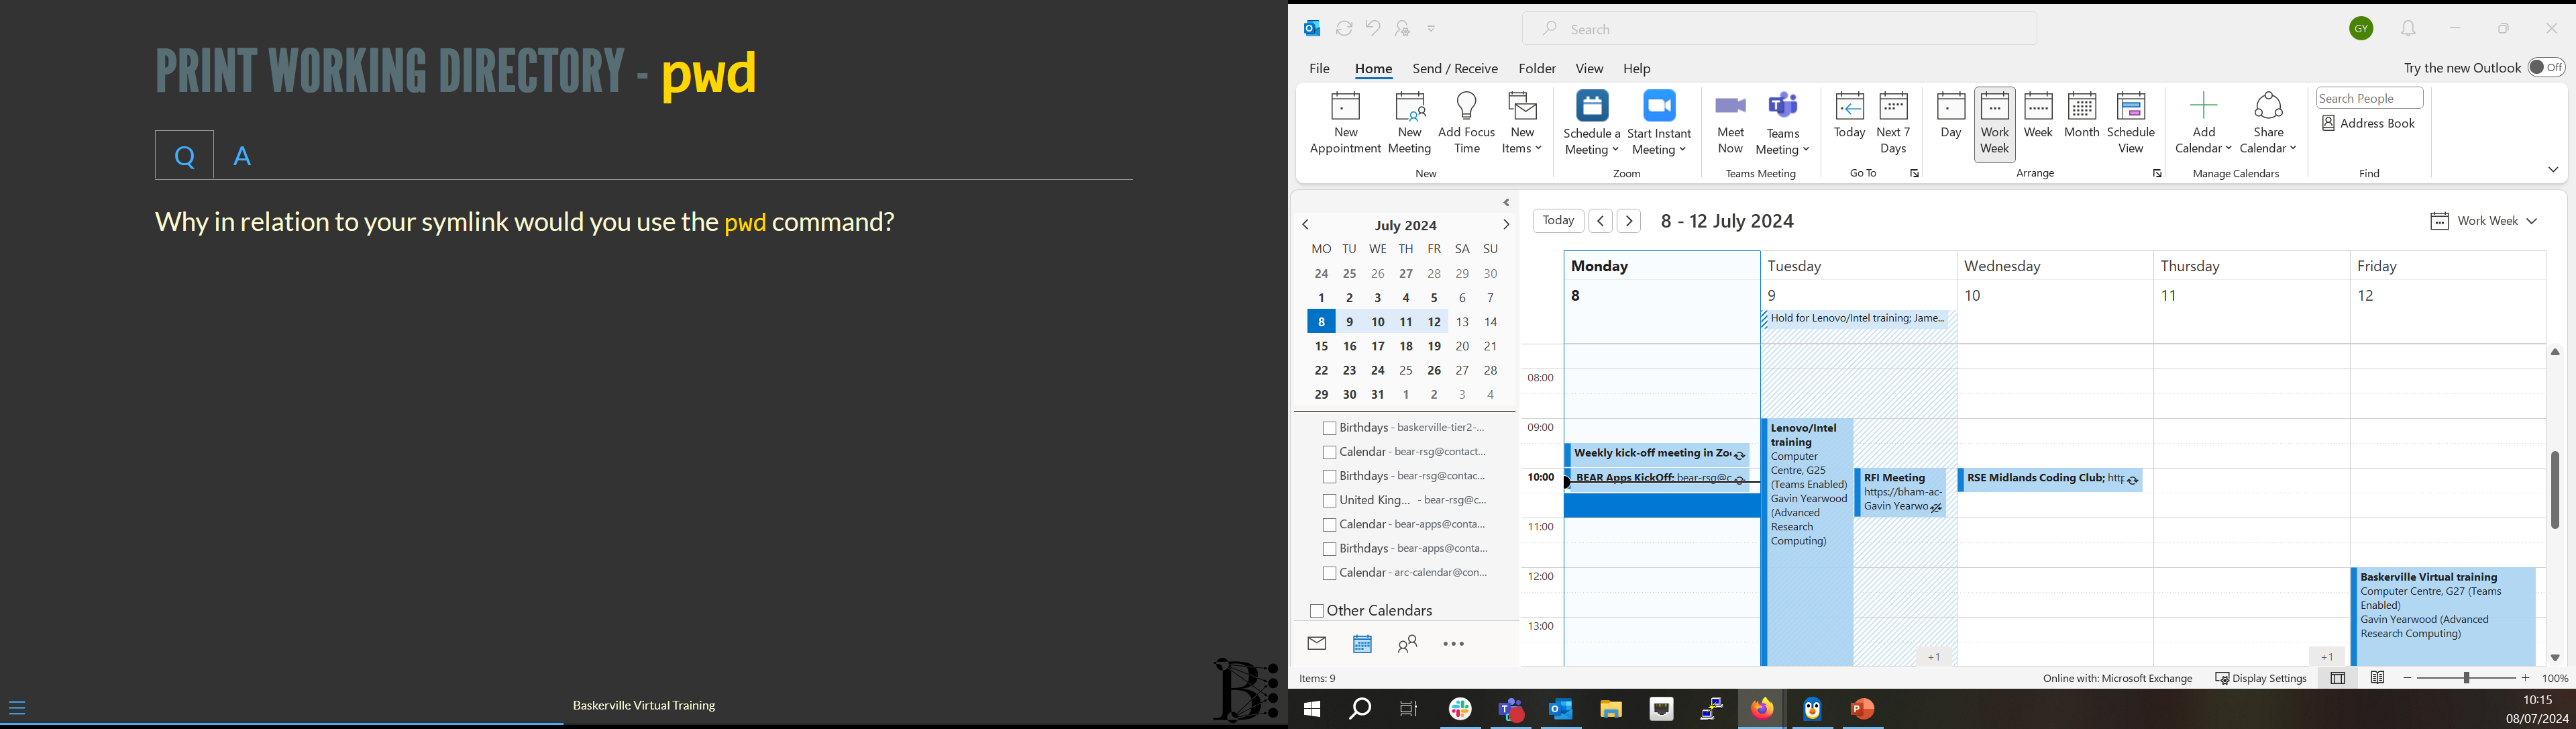 PRINT WORKING DIRECTORY - pwd
Q A
Why in relation to your symlink would you use the pwd command?
Baskerville Virtual Training
B
Search
GY
File Home Send / Receive Folder View Help
Try the new Outlook Off
New Appointment
New Meeting
Add Focus Time
New Items
New
Schedule a Meeting
Start Instant Meeting
Zoom
Meet Now
Teams Meeting
Teams Meeting
Today
Next 7 Days
Go To
Day
Work Week
Week
Month
Schedule View
Arrange
Add Calendar
Share Calendar
Manage Calendars
Search People
Address Book
Find
July 2024
MO TU WE TH FR SA SU
24 25 26 27 28 29 30
1 2 3 4 5 6 7
8 9 10 11 12 13 14
15 16 17 18 19 20 21
22 23 24 25 26 27 28
29 30 31 1 2 3 4
Birthdays - baskerville-tier2-...
Calendar - bear-rsg@contact...
Birthdays - bear-rsg@contac...
United King... - bear-rsg@c...
Calendar - bear-apps@conta...
Birthdays - bear-apps@conta...
Calendar - arc-calendar@con...
Other Calendars
Today
8 - 12 July 2024
Work Week
Monday Tuesday Wednesday Thursday Friday
8 9 10 11 12
Hold for Lenovo/Intel training; Jame...
08:00
09:00
10:00
11:00
12:00
13:00
Weekly kick-off meeting in Zo
BEAR Apps KickOff; bear-rsg@c
Lenovo/Intel
training
Computer
Centre, G25
(Teams Enabled)
Gavin Yearwood
(Advanced
Research
Computing)
RFI Meeting
https://bham-ac-
Gavin Yearwo
RSE Midlands Coding Club; http
Baskerville Virtual training
Computer Centre, G27 (Teams
Enabled)
Gavin Yearwood (Advanced
Research Computing)
+1
+1
Items: 9
Online with: Microsoft Exchange
Display Settings
100%
10:15
08/07/2024